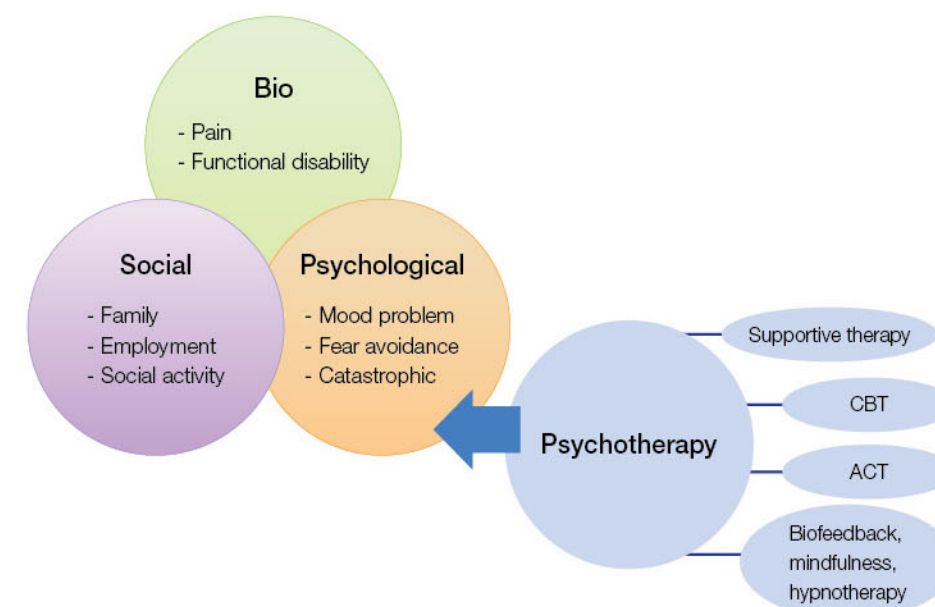 Bio
- Pain
- Functional disability
Social
- Family
- Employment
- Social activity
Psychological
- Mood problem
- Fear avoidance
- Catastrophic
Psychotherapy
Supportive therapy
CBT
ACT
Biofeedback,
mindfulness,
hypnotherapy